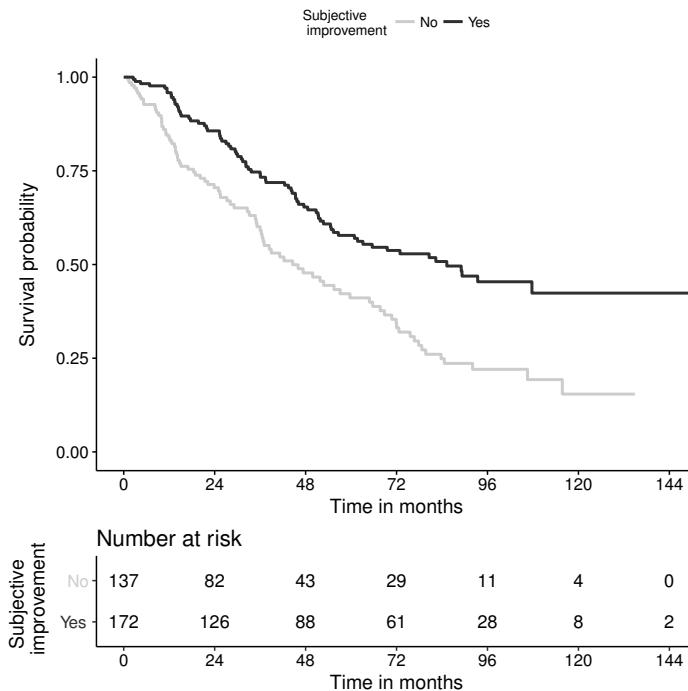 Subjective
improvement No Yes
Survival probability
1.00
0.75
0.50
0.25
0.00
0 24 48 72 96 120 144
Time in months
Number at risk
Subjective
improvement
No 137 82 43 29 11 4 0
Yes 172 126 88 61 28 8 2
0 24 48 72 96 120 144
Time in months